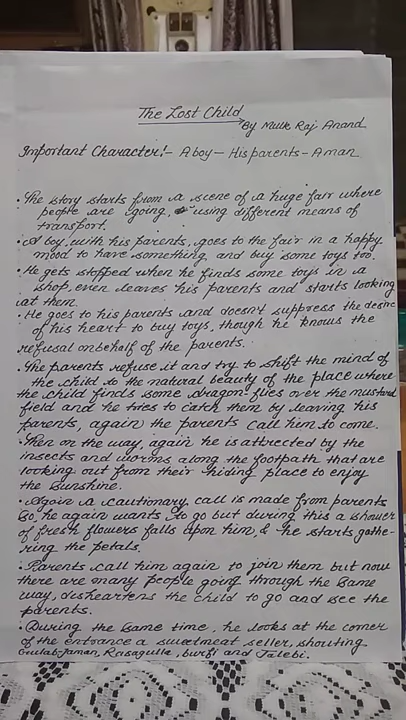 The Lost Child
By Mulk Raj Anand
Important Character:- A boy - His parents - A man
• The story starts from a scene of a huge fair where
people are going, using different means of
transport.
• A boy, with his parents, goes to the fair in a happy
mood to have something, and buy some toys too.
• He gets stopped when he finds some toys in a
shop, even leaves his parents and starts looking
at them.
• He goes to his parents and doesn't suppress the desire
of his heart to buy toys, though he knows the
refusal onbehalf of the parents.
• The parents refuse it and try to shift the mind of
the child to the natural beauty of the place where
the child finds some dragon-flies over the mustard
field and he tries to catch them by leaving his
parents, again the parents call him to come.
• Then on the way, again he is attrected by the
insects and worms along the footpath that are
looking out from their hiding place to enjoy
the sunshine.
• Again a cautionary call is made from parents
So, he again wants to go but during this a shower
of fresh flowers falls upon him, & he starts gathe-
ring the petals.
• Parents call him again to join them but now
there are many people going through the same
way, disheartens the child to go and see the
parents.
• During the same time, he looks at the corner
of the entrance a sweetmeat seller, shouting
Gulab-Jaman, Rasagulle, burfi and Jalebi.